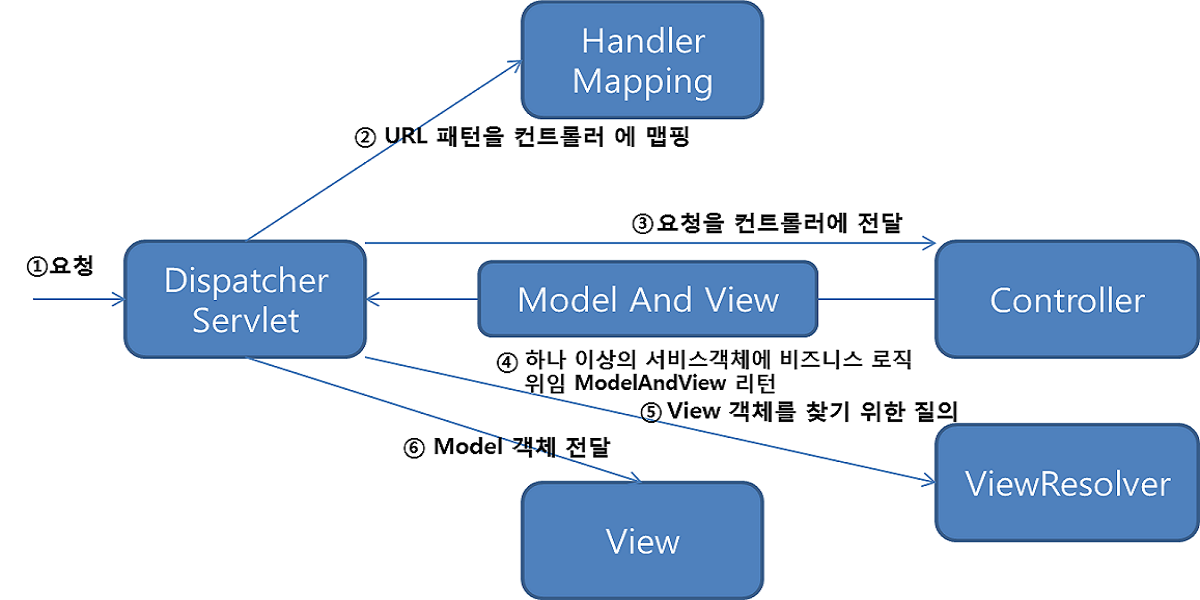 Handler
Mapping
② URL 패턴을 컨트롤러 에 맵핑
③요청을 컨트롤러에 전달
①요청
Dispatcher
Servlet
Model And View
Controller
④ 하나 이상의 서비스객체에 비즈니스 로직
위임 ModelAndView 리턴
⑤ View 객체를 찾기 위한 질의
⑥ Model 객체 전달
ViewResolver
View